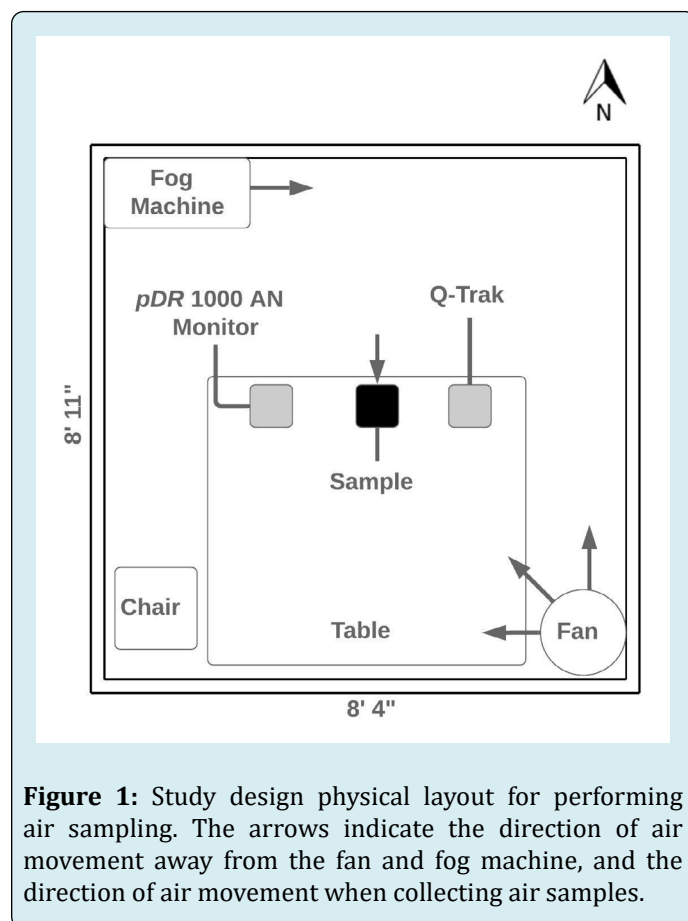 N
Fog
Machine
pDR 1000 AN
Monitor
Q-Trak
8' 11"
Sample
Chair
Table
Fan
8' 4"
Figure 1: Study design physical layout for performing
air sampling. The arrows indicate the direction of air
movement away from the fan and fog machine, and the
direction of air movement when collecting air samples.